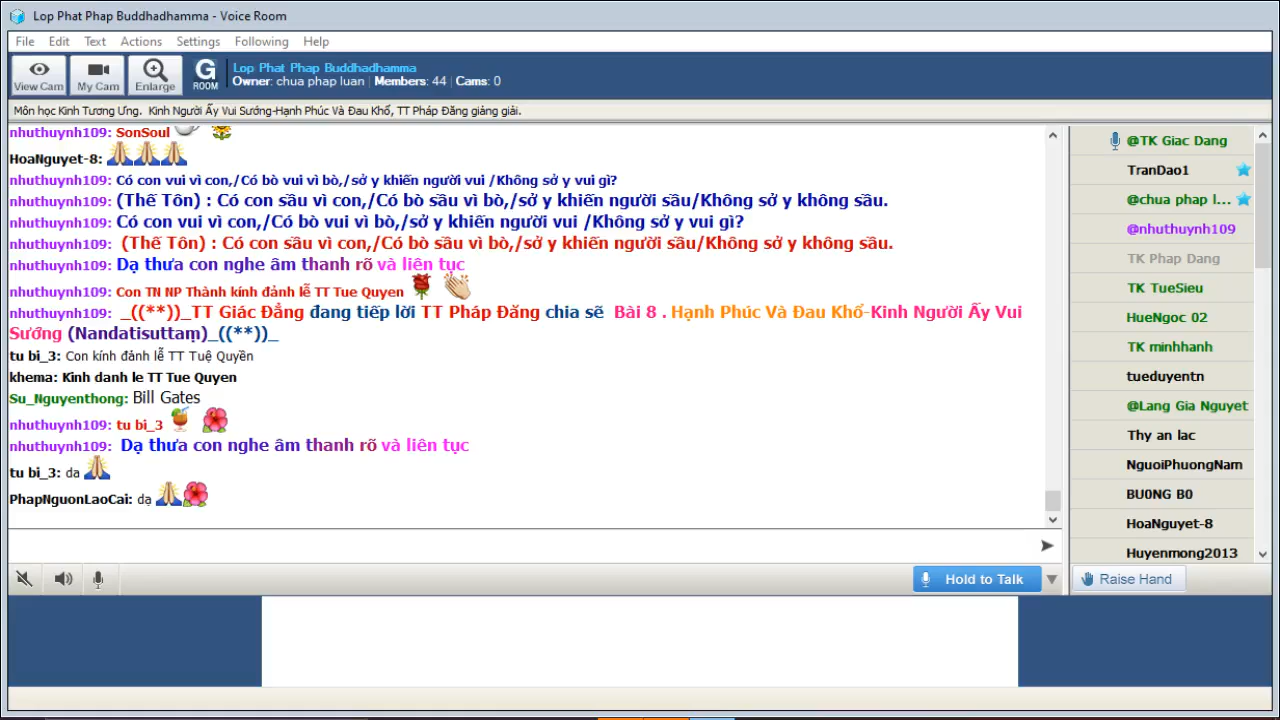 Lop Phat Phap Buddhadhamma - Voice Room
File Edit Text Actions Settings Following Help
View Cam My Cam Enlarge G ROOM
Lop Phat Phap Buddhadhamma
Owner: chua phap luan | Members: 44 | Cams: 0
Môn học Kinh Tương Ưng. Kinh Người Ấy Vui Sướng-Hạnh Phúc Và Đau Khổ, TT Pháp Đăng giảng giải.
nhuthuynh109: SonSoul
HoaNguyet-8:
nhuthuynh109: Có con vui vì con,/Có bò vui vì bò,/sở y khiến người vui /Không sở y vui gì?
nhuthuynh109: (Thế Tôn) : Có con sầu vì con,/Có bò sầu vì bò,/sở y khiến người sầu/Không sở y không sầu.
nhuthuynh109: Có con vui vì con,/Có bò vui vì bò,/sở y khiến người vui /Không sở y vui gì?
nhuthuynh109: (Thế Tôn) : Có con sầu vì con,/Có bò sầu vì bò,/sở y khiến người sầu/Không sở y không sầu.
nhuthuynh109: Dạ thưa con nghe âm thanh rõ và liên tục
nhuthuynh109: Con TN NP Thành kính đảnh lễ TT Tue Quyen
nhuthuynh109: _((**))_TT Giác Đẳng đang tiếp lời TT Pháp Đăng chia sẽ Bài 8 . Hạnh Phúc Và Đau Khổ-Kinh Người Ấy Vui
Sướng (Nandatisuttaṃ)_((**))_
tu bi_3: Con kính đảnh lễ TT Tuệ Quyền
khema: Kinh danh le TT Tue Quyen
Su_Nguyenthong: Bill Gates
nhuthuynh109: tu bi_3
nhuthuynh109: Dạ thưa con nghe âm thanh rõ và liên tục
tu bi_3: da
PhapNguonLaoCai: dạ
Hold to Talk
@TK Giac Dang
TranDao1
@chua phap l...
@nhuthuynh109
TK Phap Dang
TK TueSieu
HueNgoc 02
TK minhhanh
tueduyentn
@Lang Gia Nguyet
Thy an lac
NguoiPhuongNam
BU0NG B0
HoaNguyet-8
Huyenmong2013
Raise Hand